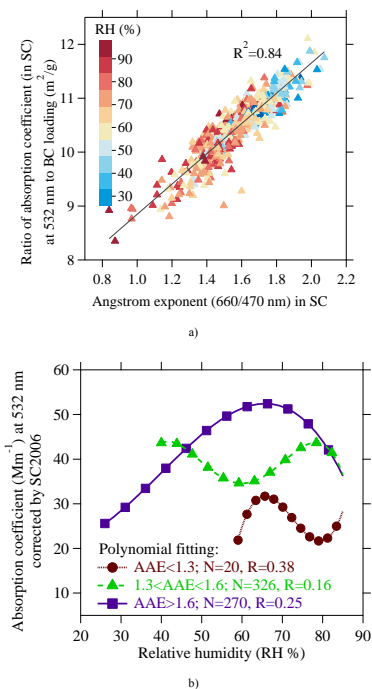 RH (%)
90
80
70
60
50
40
30
R²=0.84
12
11
10
9
8
0.8 1.0 1.2 1.4 1.6 1.8 2.0 2.2
Ratio of absorption coefficient (in SC)
at 532 nm to BC loading (m²/g)
Angstrom exponent (660/470 nm) in SC
a)
60
50
40
30
20
10
Absorption coefficient (Mm⁻¹) at 532 nm
corrected by SC2006
Polynomial fitting:
AAE<1.3; N=20, R=0.38
1.3<AAE<1.6; N=326, R=0.16
AAE>1.6; N=270, R=0.25
20 30 40 50 60 70 80 90
Relative humidity (RH %)
b)